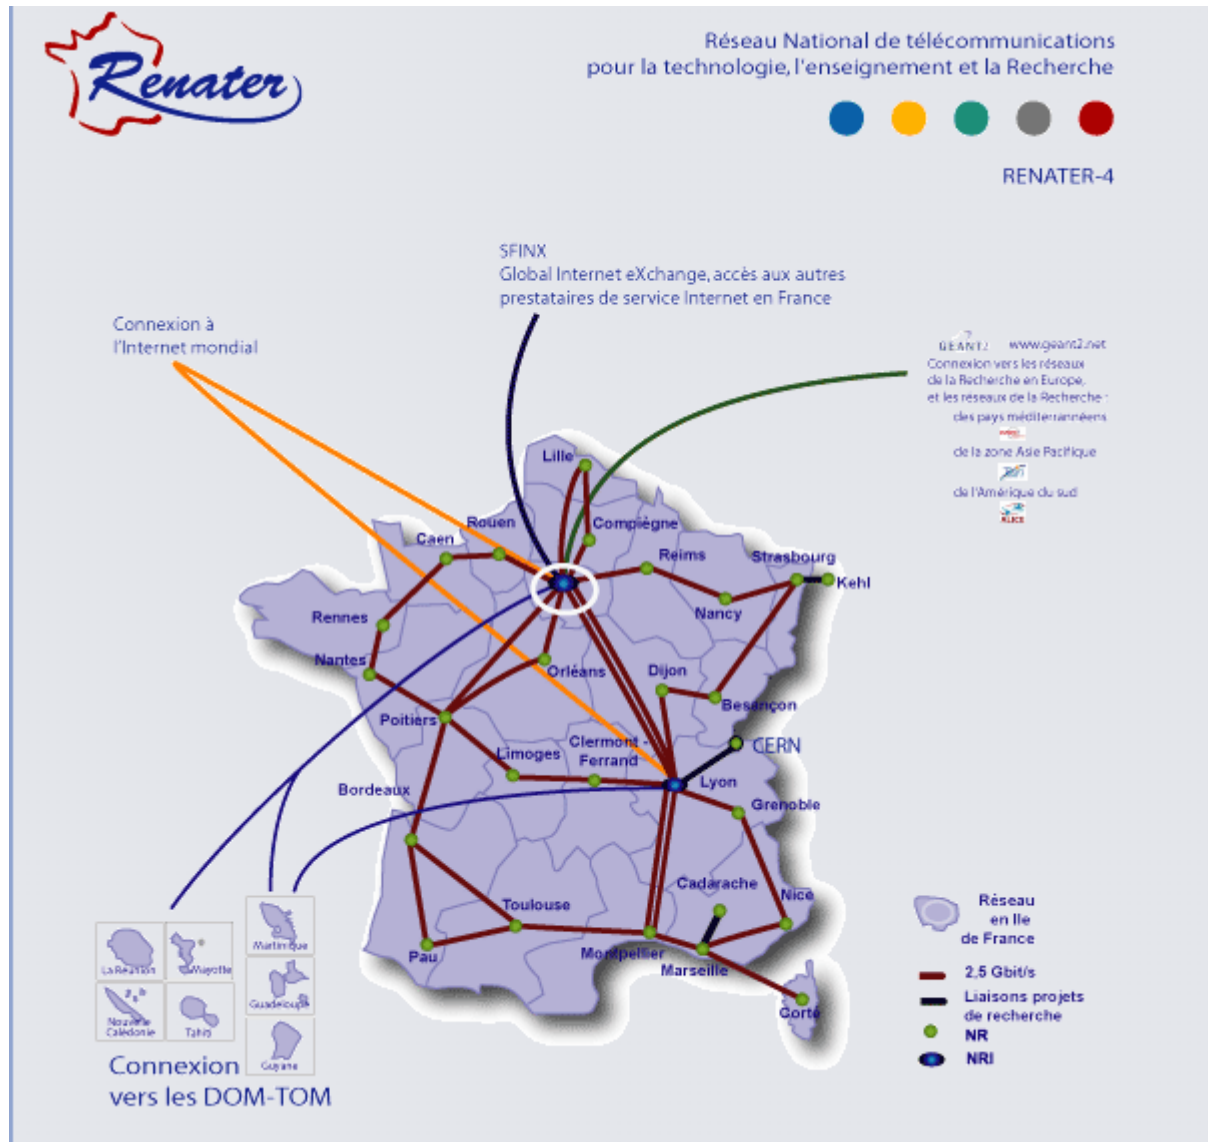 Renater
Réseau National de télécommunications
pour la technologie, l'enseignement et la Recherche
RENATER-4
SFINX
Global Internet eXchange, accès aux autres
prestataires de service Internet en France
Connexion à
l'Internet mondial
GEANT2 www.geant2.net
Connexion vers les réseaux
de la Recherche en Europe,
et les réseaux de la Recherche :
des pays méditerrannéens
de la zone Asie Pacifique
de l'Amérique du sud
ALICE
Lille
Rouen
Compiègne
Caen
Reims
Strasbourg
Kehl
Nancy
Rennes
Nantes
Orléans
Dijon
Besançon
Poitiers
Limoges
Clermont -
Ferrand
CERN
Lyon
Bordeaux
Grenoble
Cadarache
Nice
Toulouse
Pau
Montpellier
Marseille
Corté
La Réunion
Mayotte
Martinique
Nouvelle
Calédonie
Tahiti
Guadeloupe
Guyane
Connexion
vers les DOM-TOM
Réseau
en Ile
de France
2,5 Gbit/s
Liaisons projets
de recherche
NR
NRI